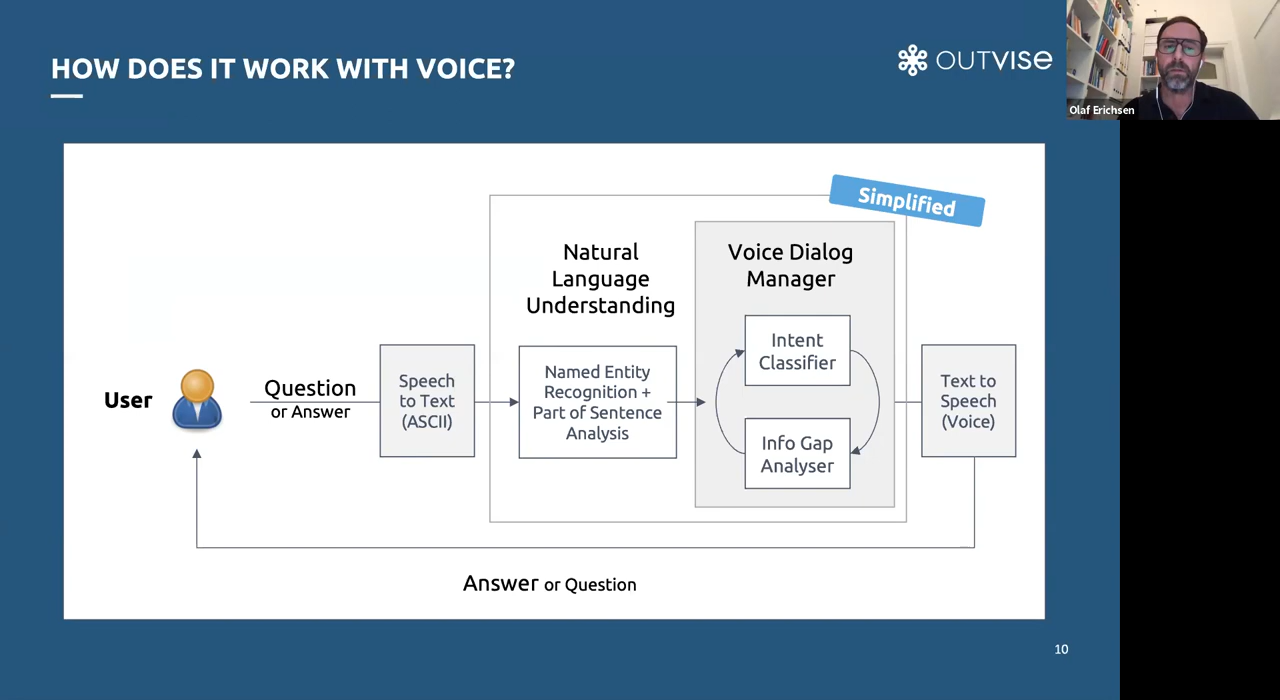 HOW DOES IT WORK WITH VOICE?
OUTVISE
Olaf Erichsen
Simplified
Natural
Language
Understanding
Voice Dialog
Manager
User
Question
or Answer
Speech
to Text
(ASCII)
Named Entity
Recognition +
Part of Sentence
Analysis
Intent
Classifier
Info Gap
Analyser
Text to
Speech
(Voice)
Answer or Question
10